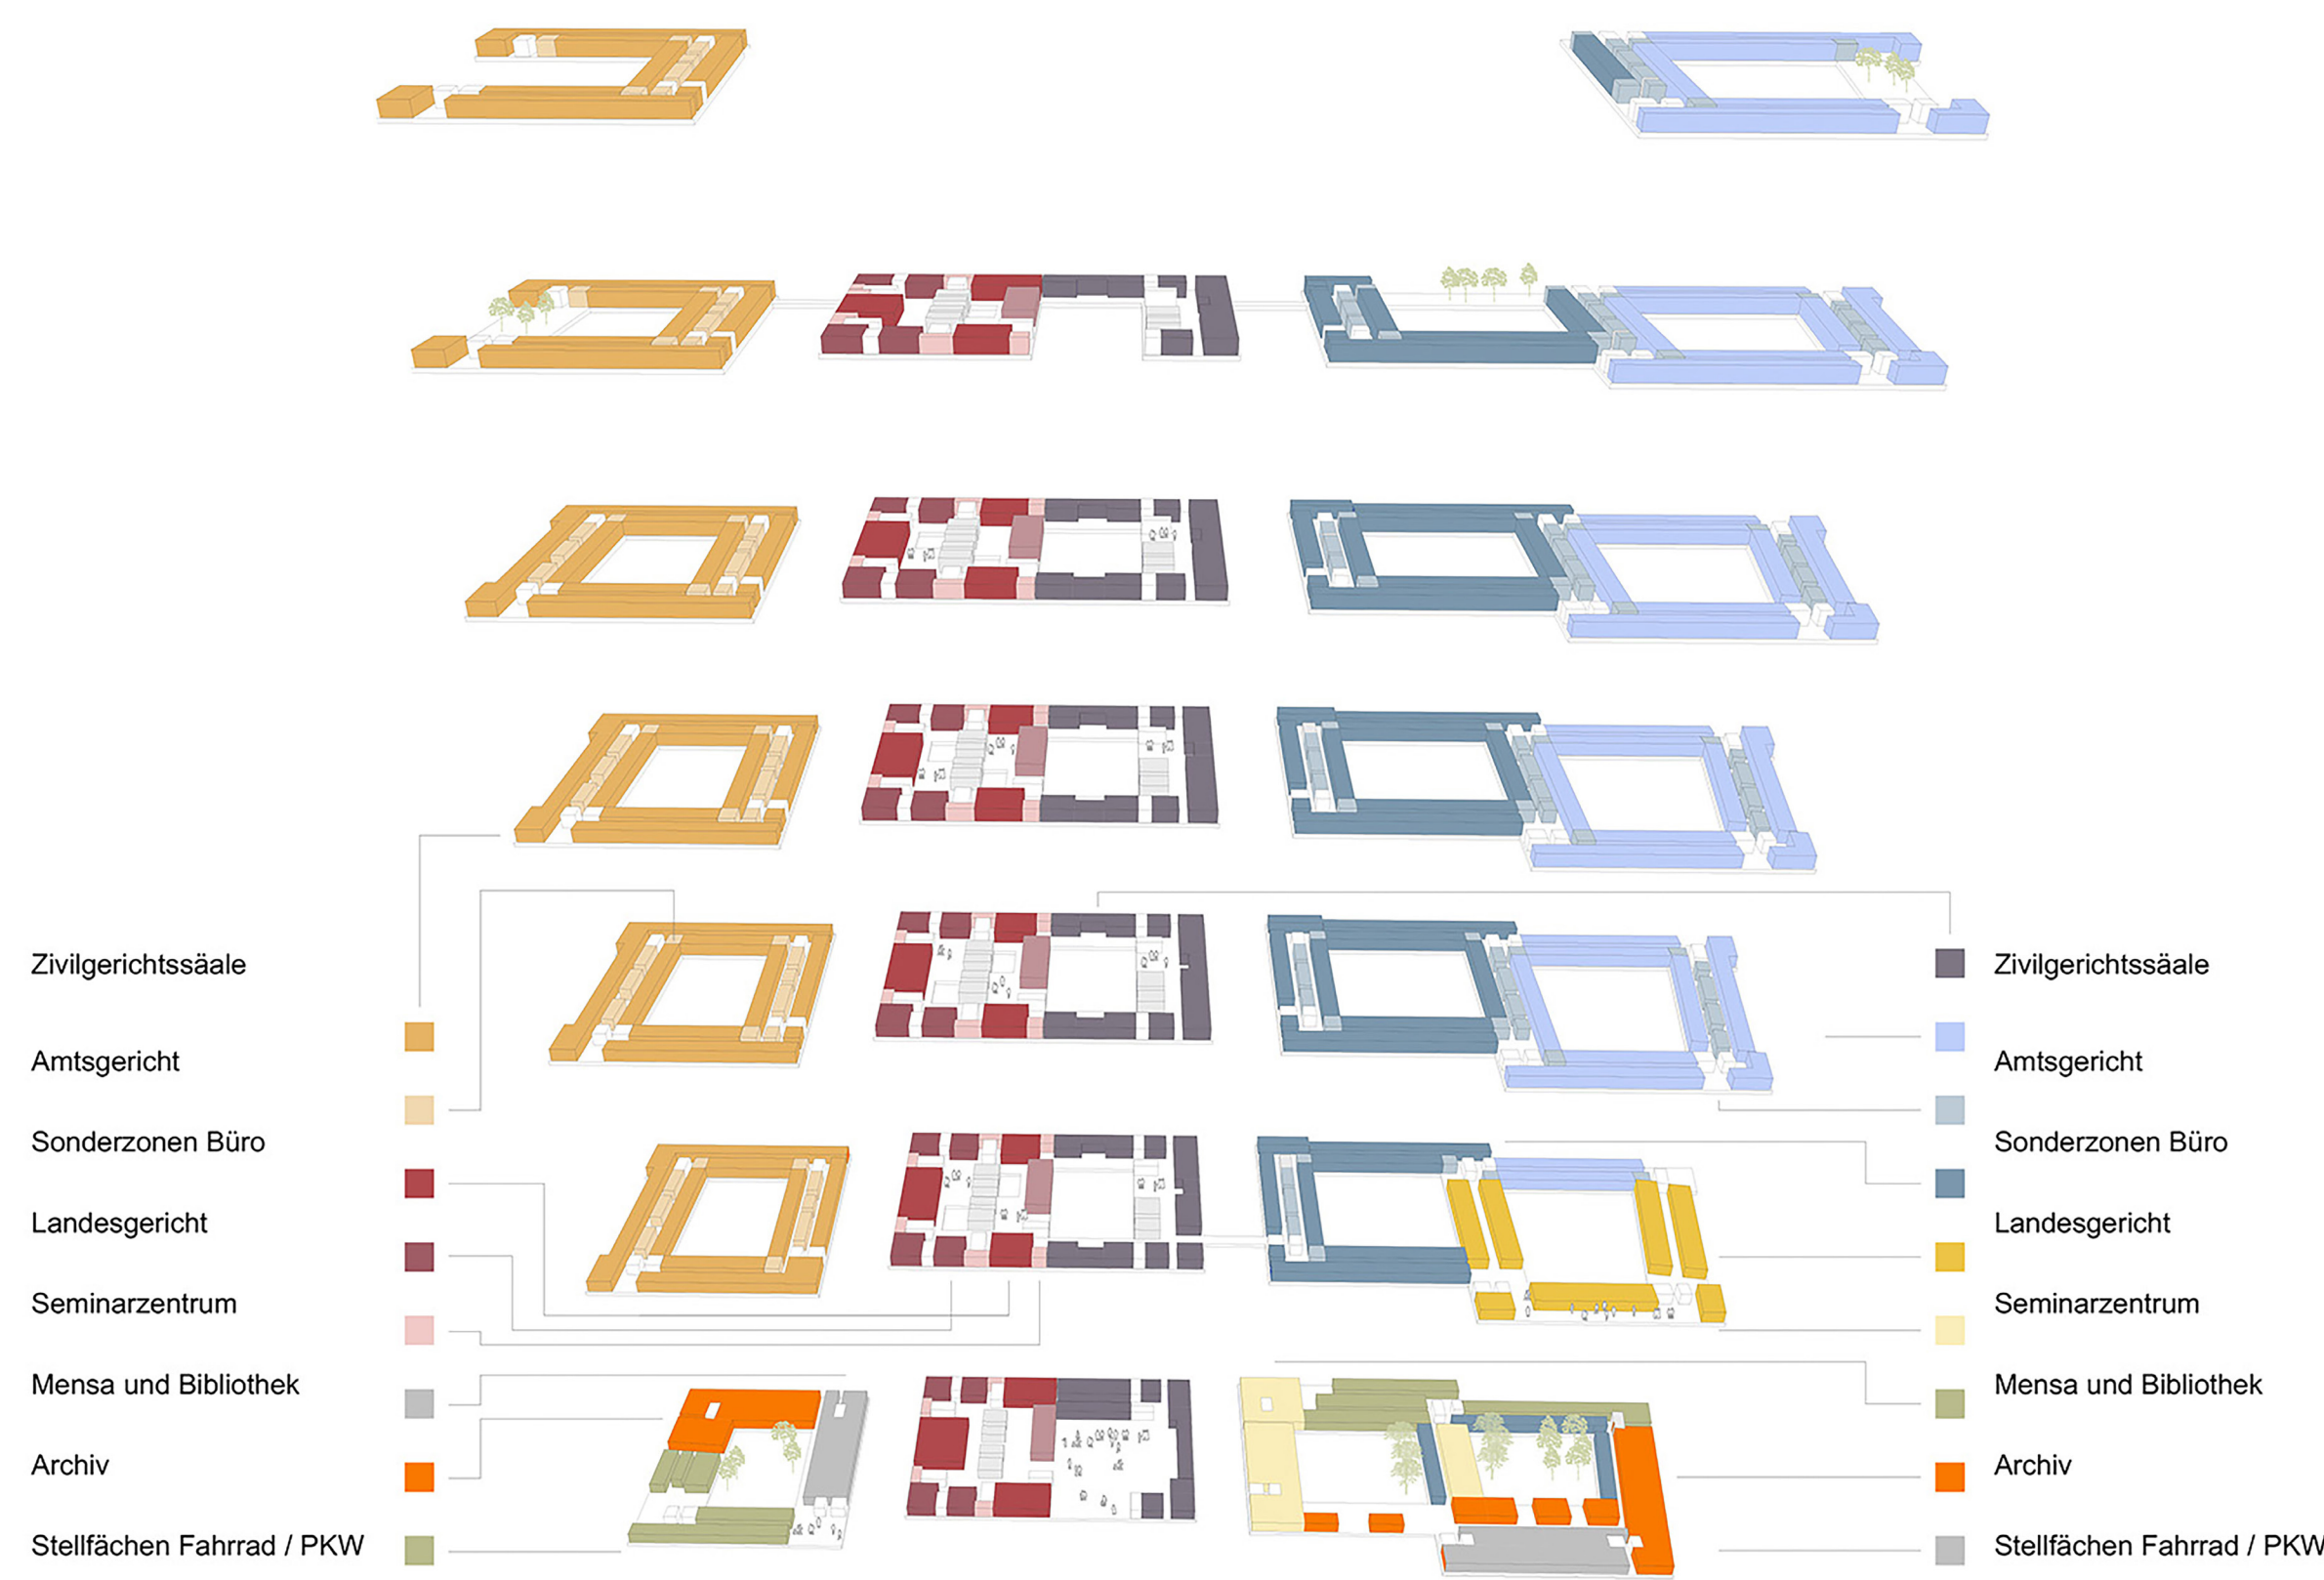 Zivilgerichtssäale
Amtsgericht
Sonderzonen Büro
Landesgericht
Seminarzentrum
Mensa und Bibliothek
Archiv
Stellfächen Fahrrad / PKW
Zivilgerichtssäale
Amtsgericht
Sonderzonen Büro
Landesgericht
Seminarzentrum
Mensa und Bibliothek
Archiv
Stellfächen Fahrrad / PKW